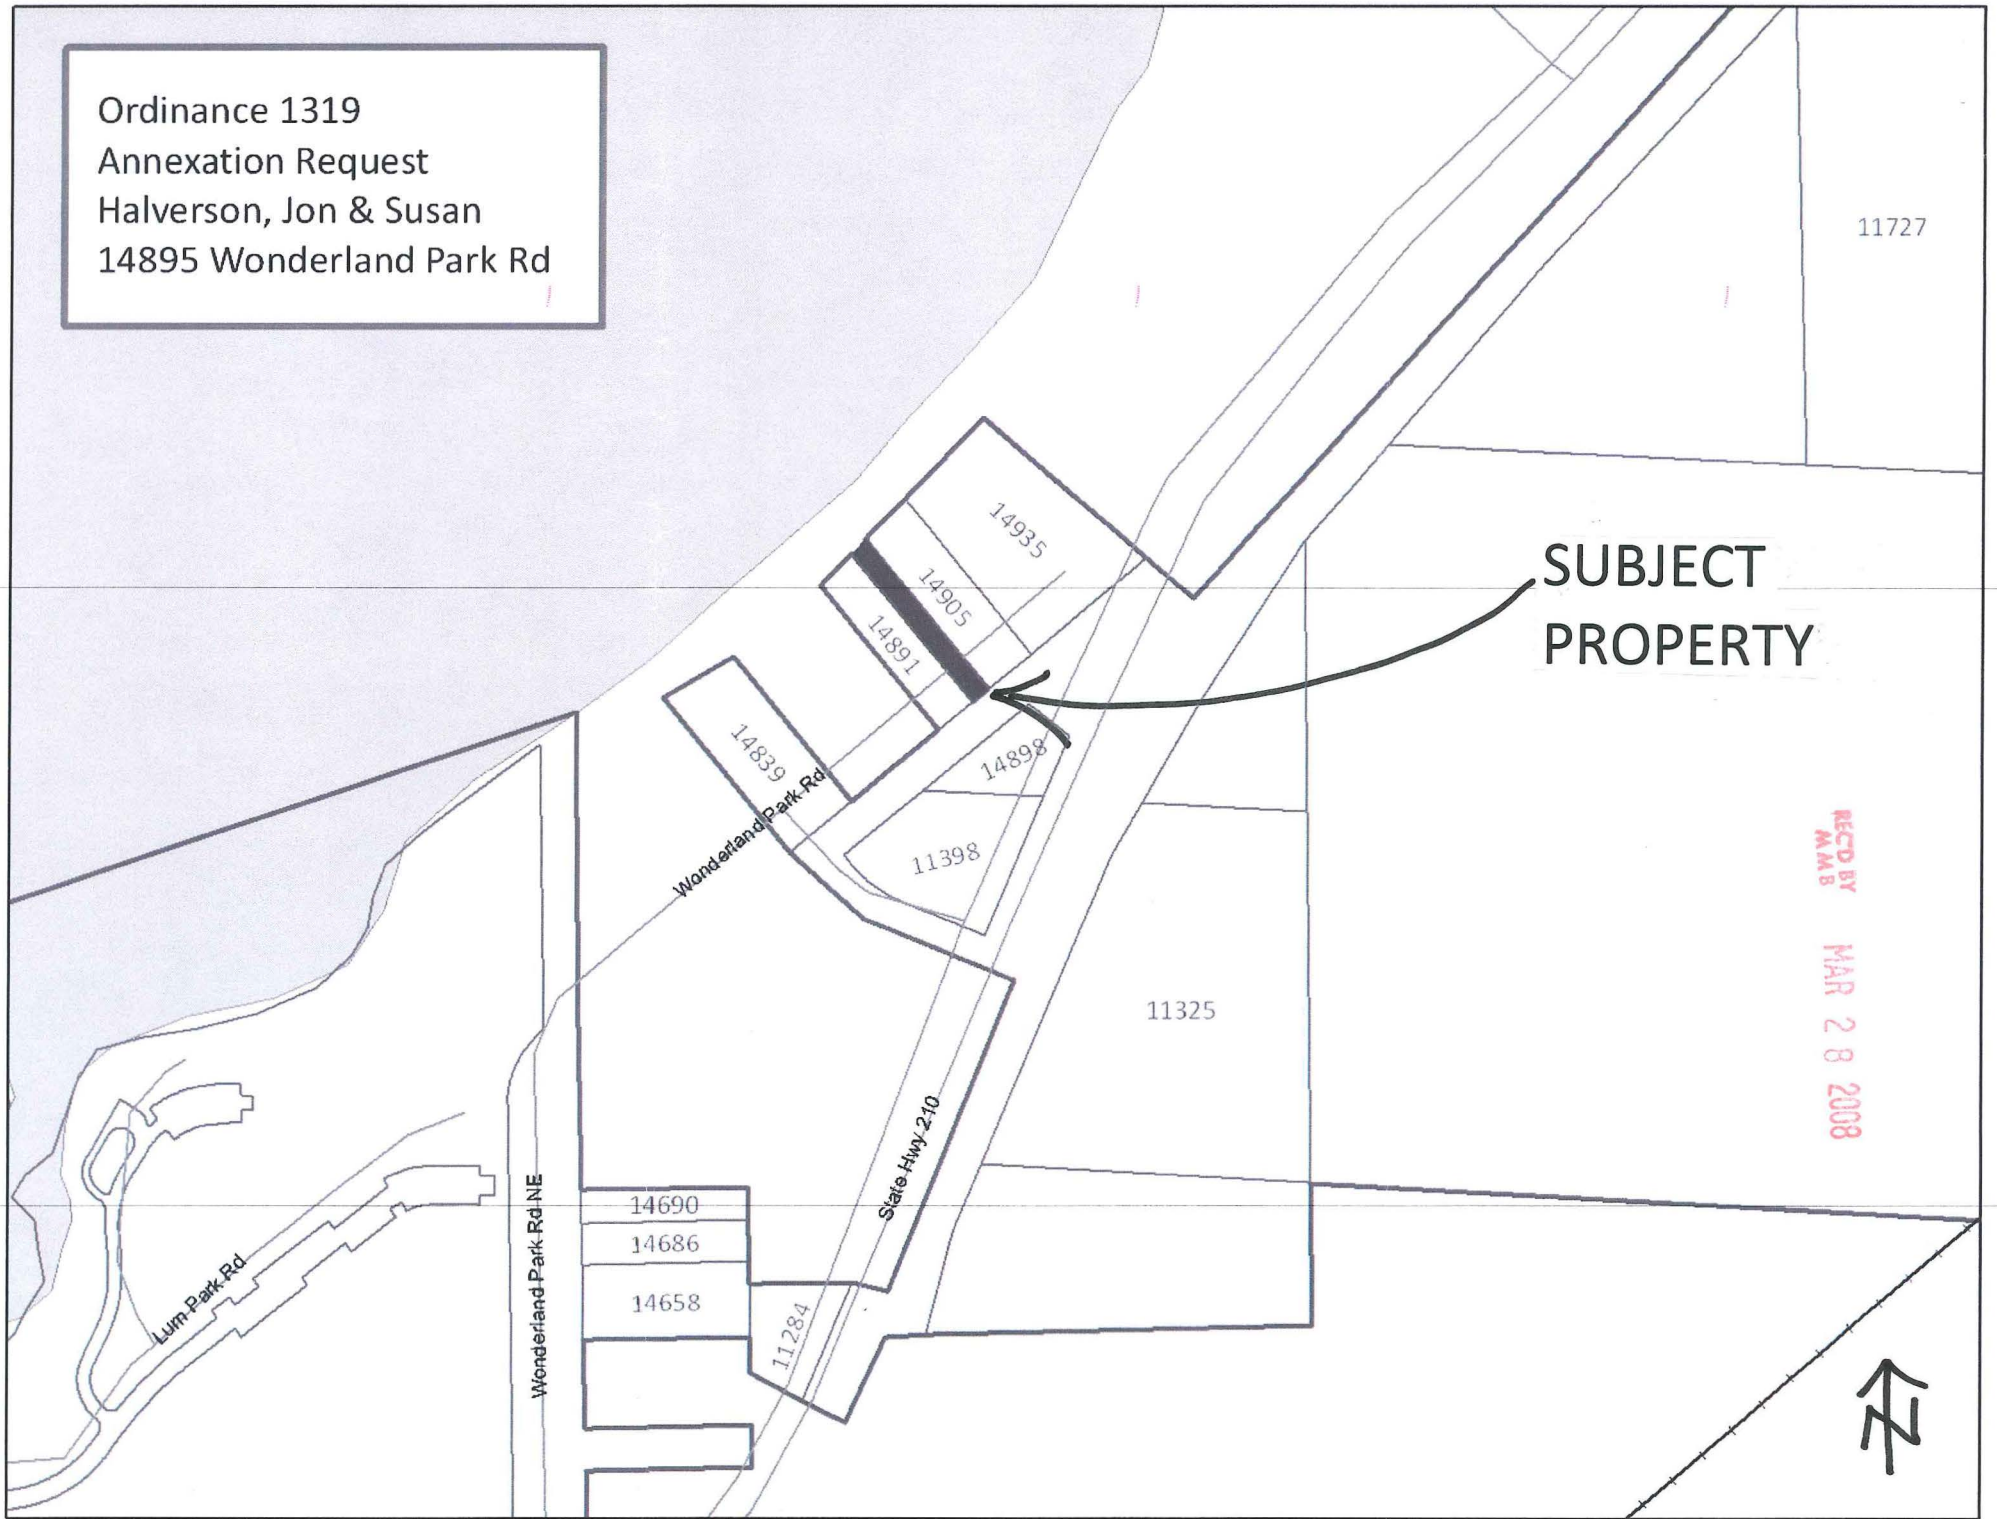 Ordinance 1319
Annexation Request
Halverson, Jon & Susan
14895 Wonderland Park Rd
11727
14935
SUBJECT
PROPERTY
14905
14891
14839
14898
Wonderland Park Rd
11398
REC'D BY
MMB
MAR 28 2008
11325
State Hwy 210
14690
14686
14658
11284
Wonderland Park Rd NE
Lum Park Rd
N